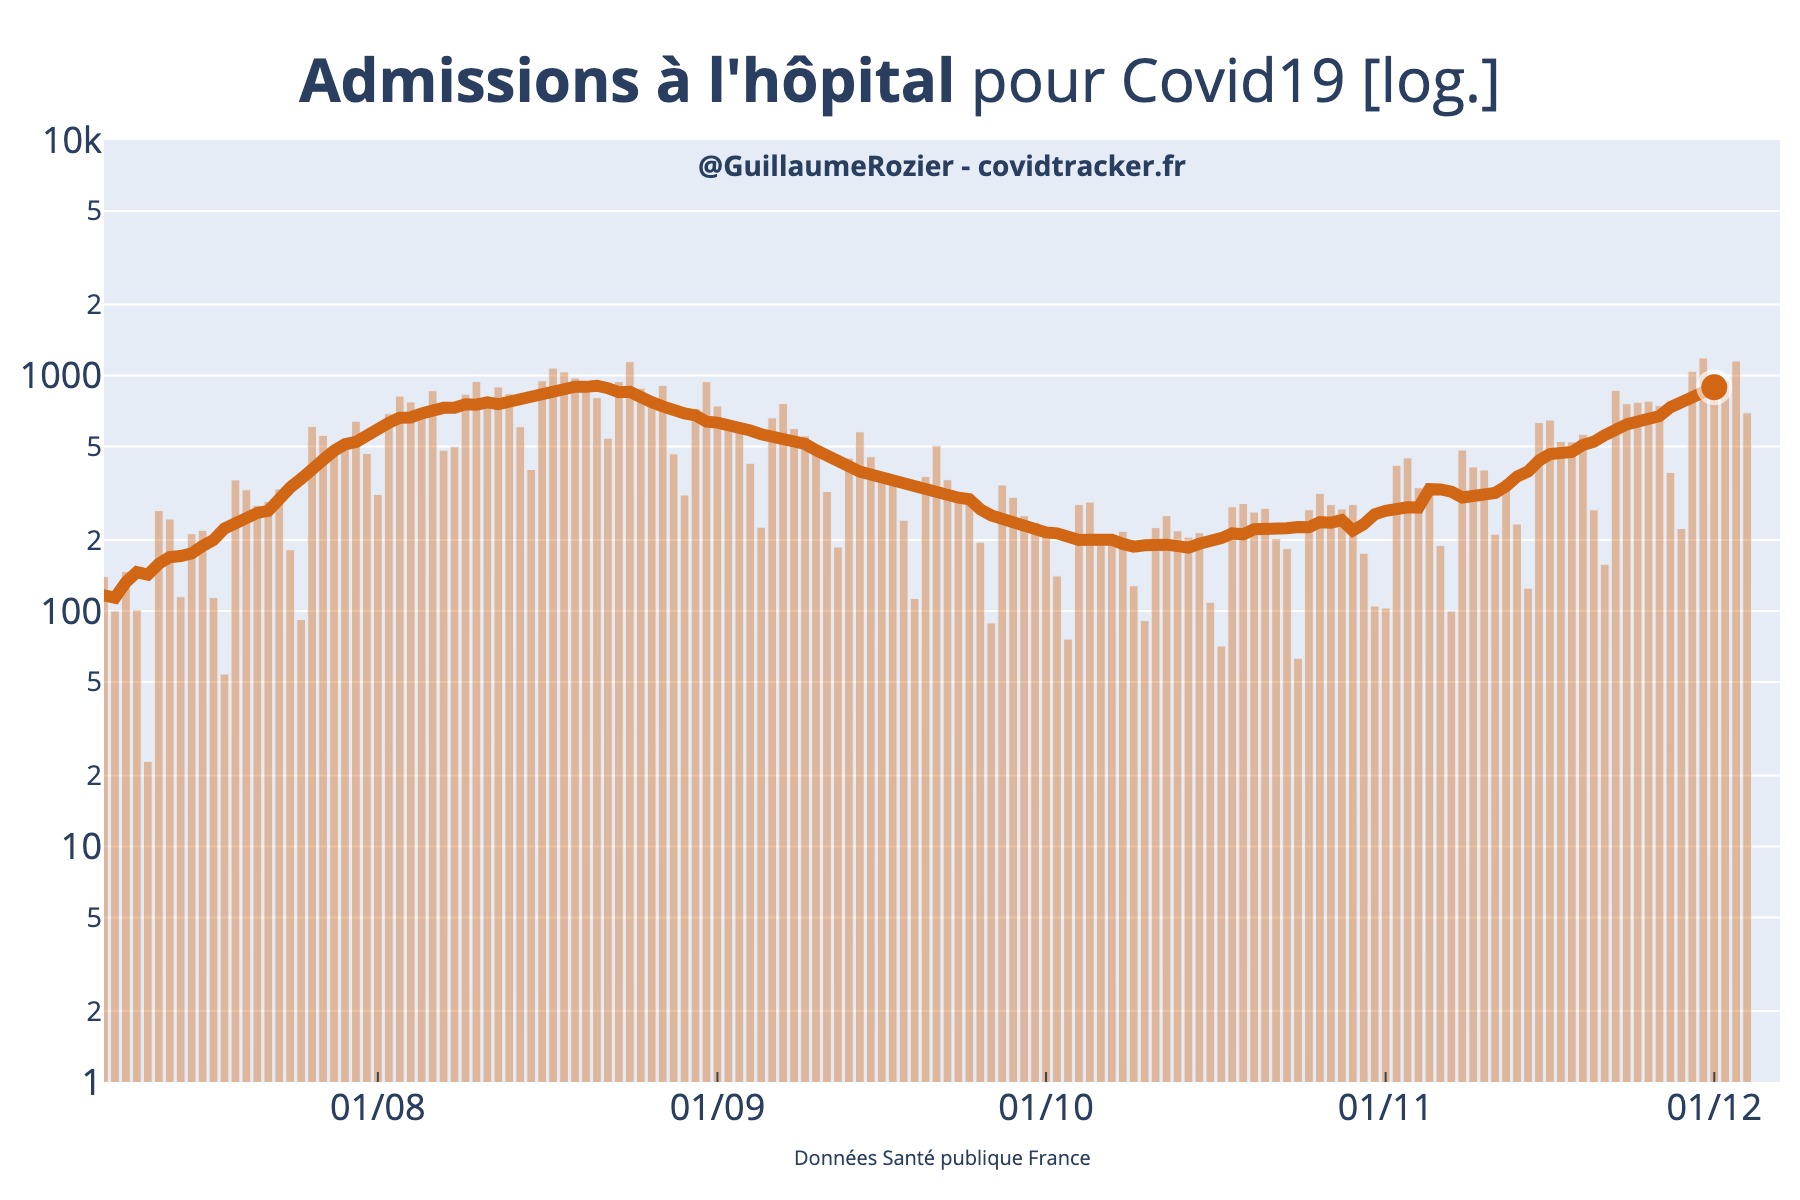 Admissions à l'hôpital pour Covid19 [log.]
@GuillaumeRozier - covidtracker.fr
10k
5
2
1000
5
2
100
5
2
10
5
2
1
01/08 01/09 01/10 01/11 01/12
Données Santé publique France